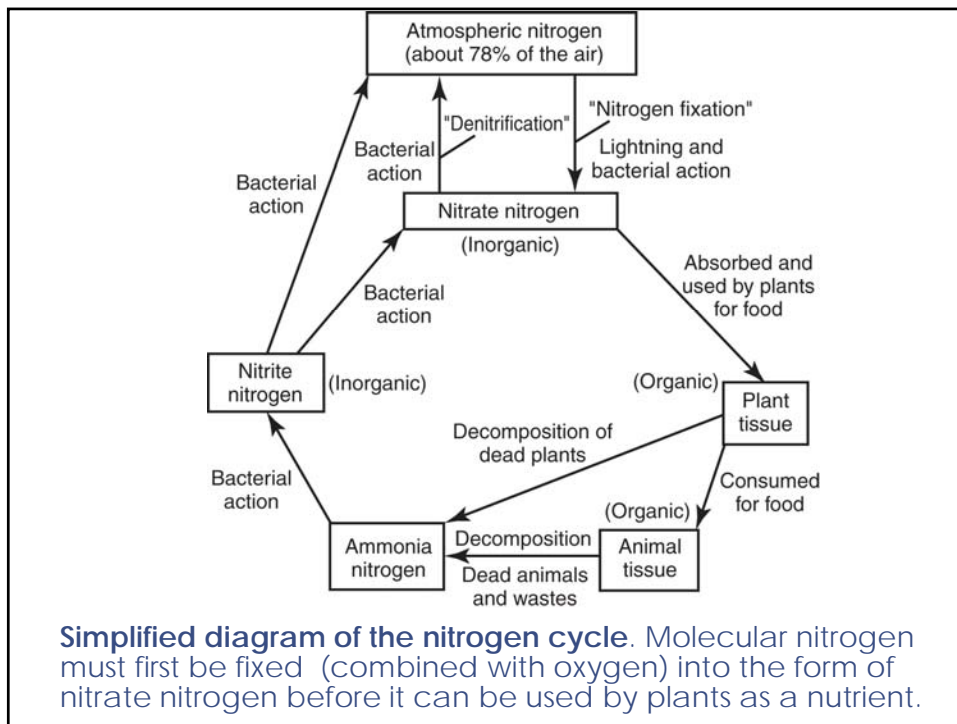 Atmospheric nitrogen
(about 78% of the air)
"Denitrification"
"Nitrogen fixation"
Bacterial
action
Lightning and
bacterial action
Bacterial
action
Nitrate nitrogen
(Inorganic)
Absorbed and
used by plants
for food
Bacterial
action
Nitrite
nitrogen
(Inorganic)
(Organic)
Plant
tissue
Decomposition of
dead plants
Consumed
for food
Bacterial
action
(Organic)
Ammonia
nitrogen
Decomposition
Dead animals
and wastes
Animal
tissue
Simplified diagram of the nitrogen cycle. Molecular nitrogen
must first be fixed (combined with oxygen) into the form of
nitrate nitrogen before it can be used by plants as a nutrient.